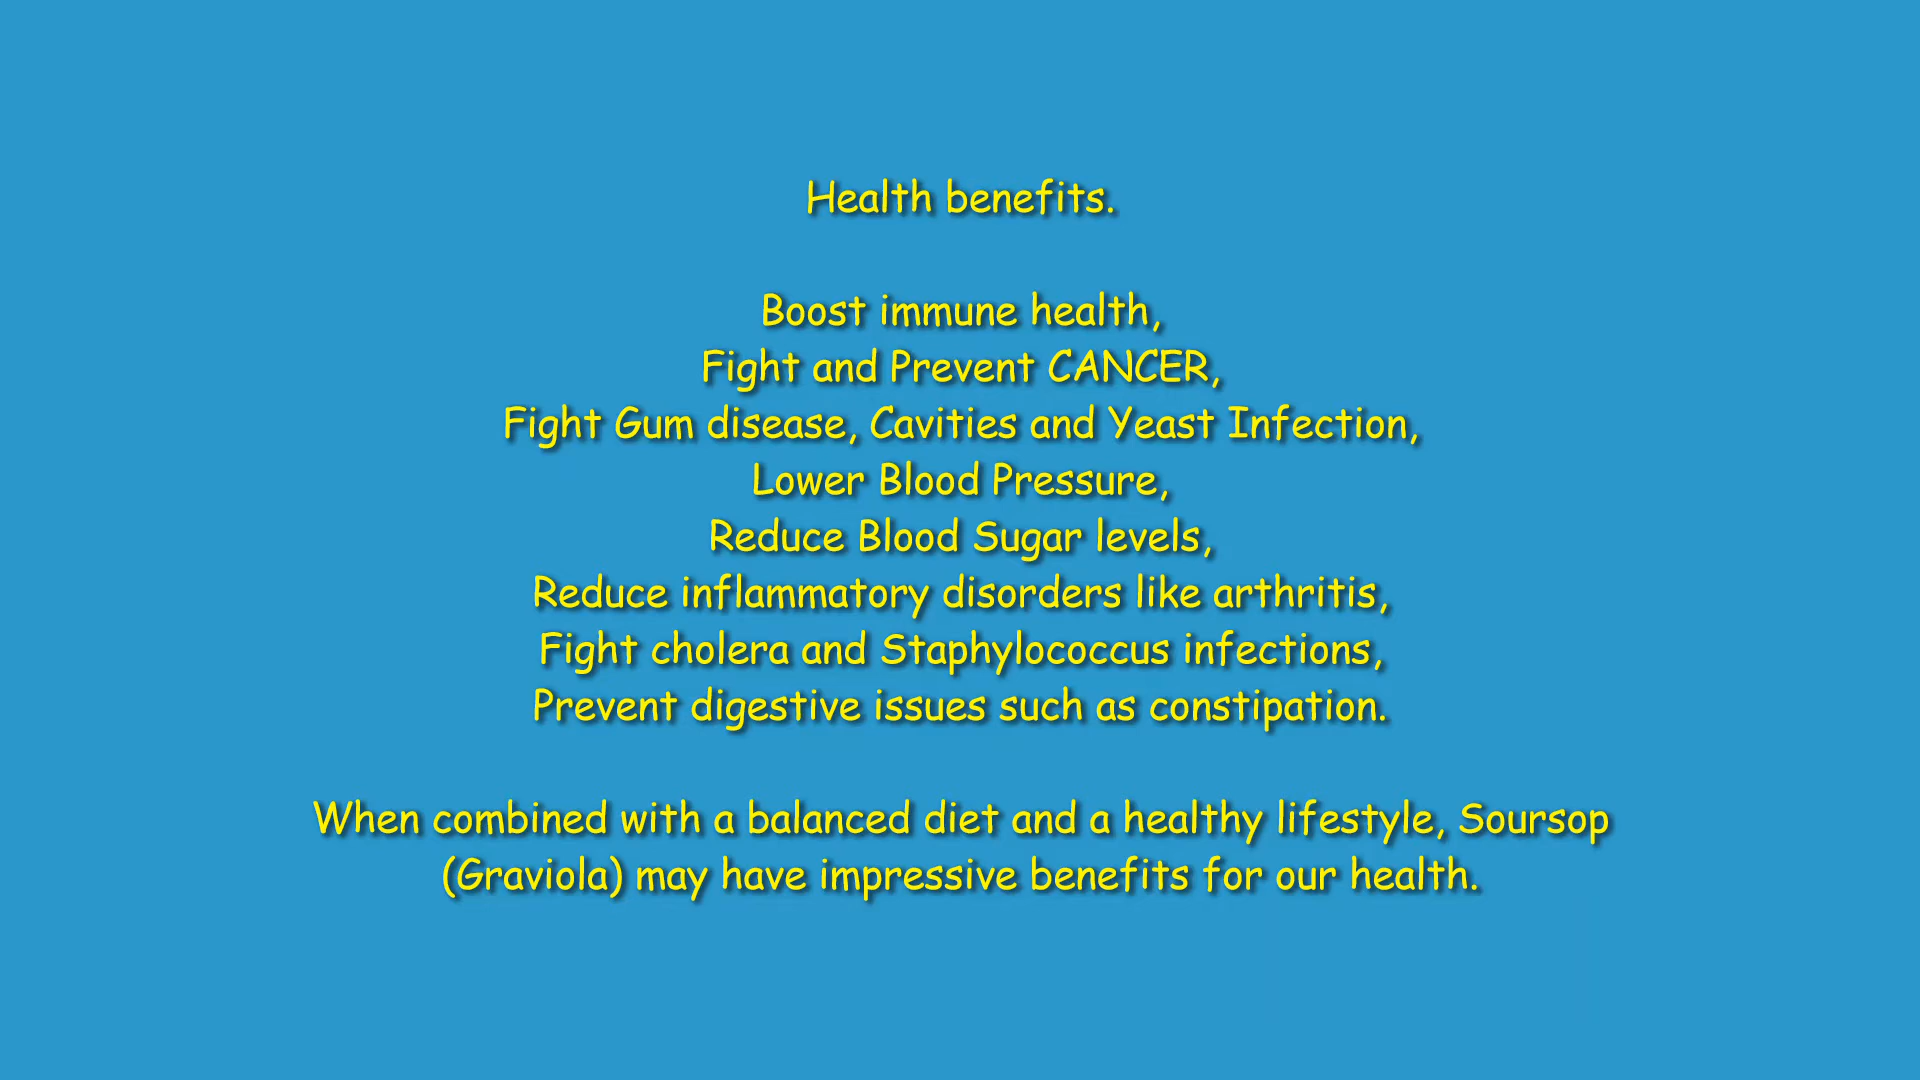 Health benefits.
Boost immune health,
Fight and Prevent CANCER,
Fight Gum disease, Cavities and Yeast Infection,
Lower Blood Pressure,
Reduce Blood Sugar levels,
Reduce inflammatory disorders like arthritis,
Fight cholera and Staphylococcus infections,
Prevent digestive issues such as constipation.
When combined with a balanced diet and a healthy lifestyle, Soursop
(Graviola) may have impressive benefits for our health.